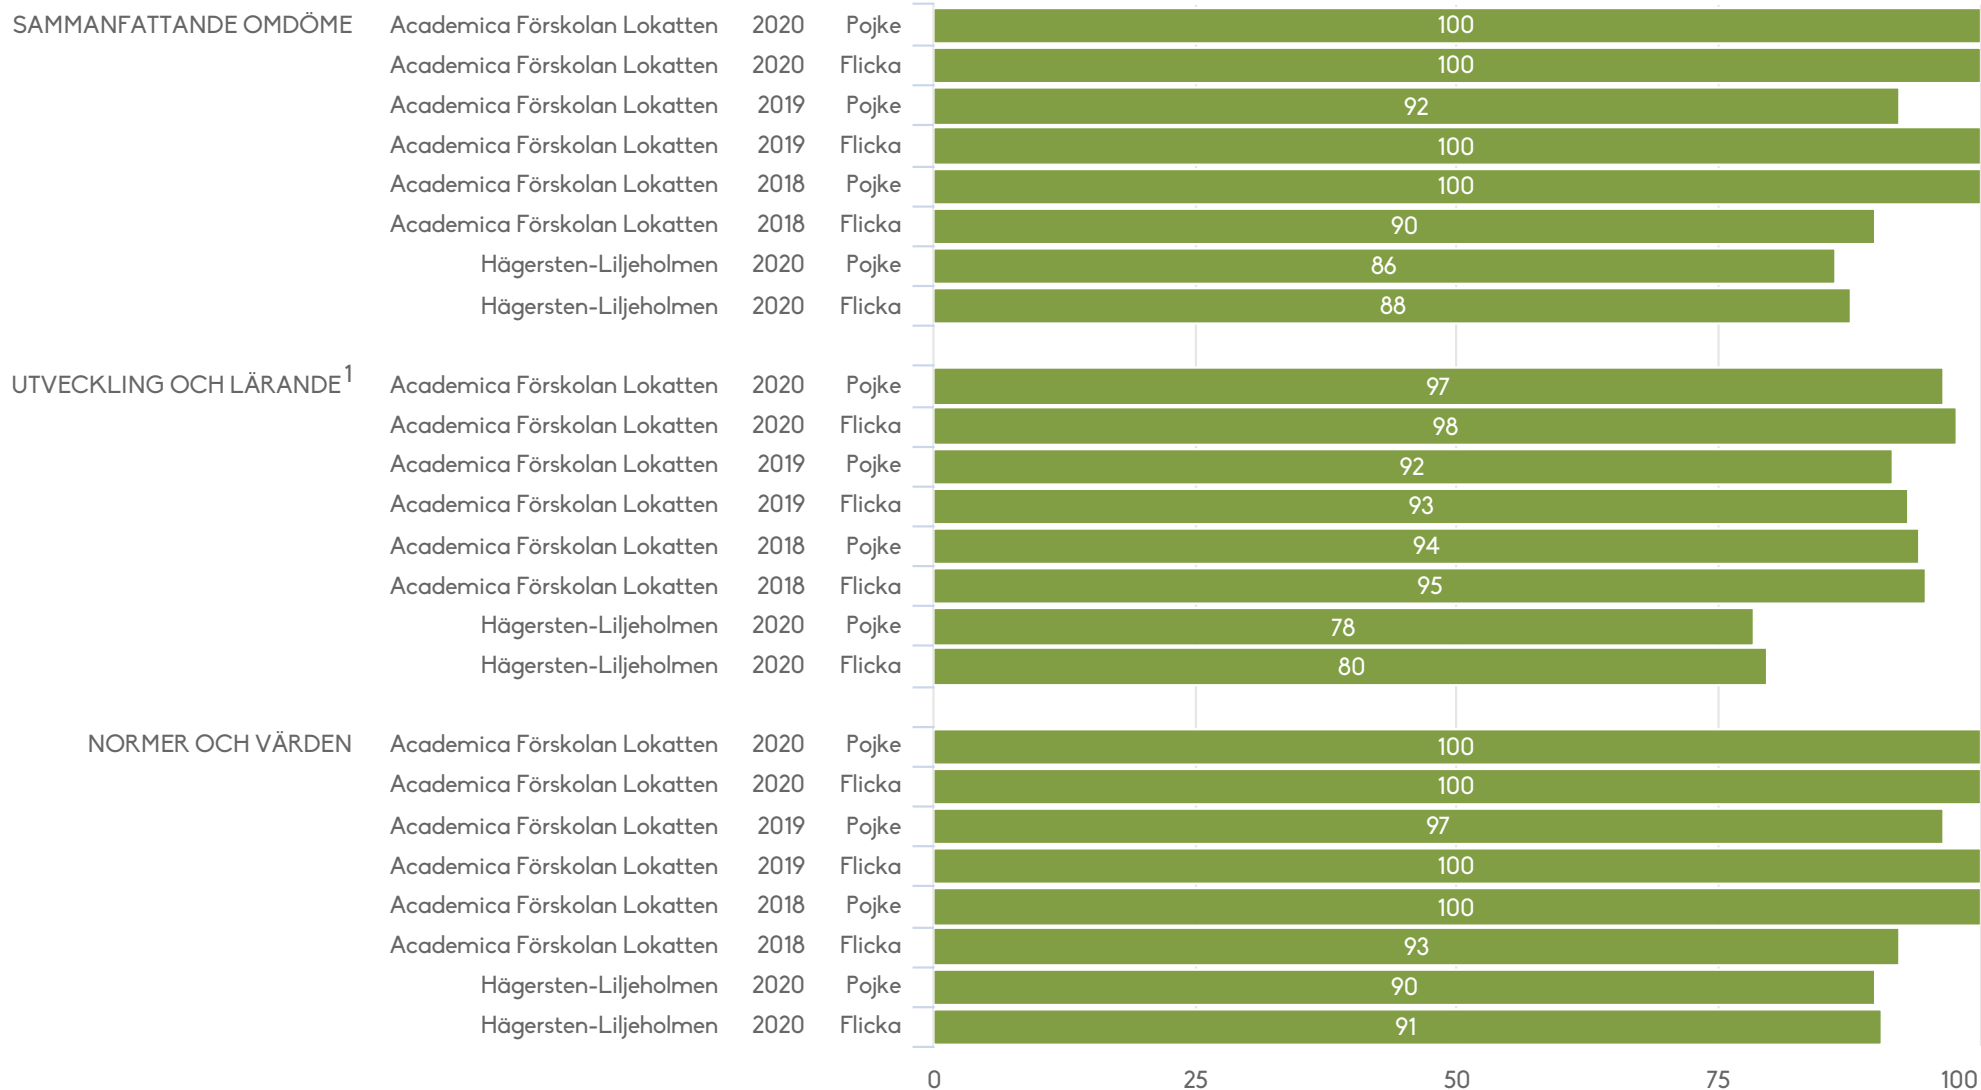 SAMMANFATTANDE OMDÖME Academica Förskolan Lokatten 2020 Pojke 100
Academica Förskolan Lokatten 2020 Flicka 100
Academica Förskolan Lokatten 2019 Pojke 92
Academica Förskolan Lokatten 2019 Flicka 100
Academica Förskolan Lokatten 2018 Pojke 100
Academica Förskolan Lokatten 2018 Flicka 90
Hägersten-Liljeholmen 2020 Pojke 86
Hägersten-Liljeholmen 2020 Flicka 88
UTVECKLING OCH LÄRANDE¹ Academica Förskolan Lokatten 2020 Pojke 97
Academica Förskolan Lokatten 2020 Flicka 98
Academica Förskolan Lokatten 2019 Pojke 92
Academica Förskolan Lokatten 2019 Flicka 93
Academica Förskolan Lokatten 2018 Pojke 94
Academica Förskolan Lokatten 2018 Flicka 95
Hägersten-Liljeholmen 2020 Pojke 78
Hägersten-Liljeholmen 2020 Flicka 80
NORMER OCH VÄRDEN Academica Förskolan Lokatten 2020 Pojke 100
Academica Förskolan Lokatten 2020 Flicka 100
Academica Förskolan Lokatten 2019 Pojke 97
Academica Förskolan Lokatten 2019 Flicka 100
Academica Förskolan Lokatten 2018 Pojke 100
Academica Förskolan Lokatten 2018 Flicka 93
Hägersten-Liljeholmen 2020 Pojke 90
Hägersten-Liljeholmen 2020 Flicka 91
0 25 50 75 100